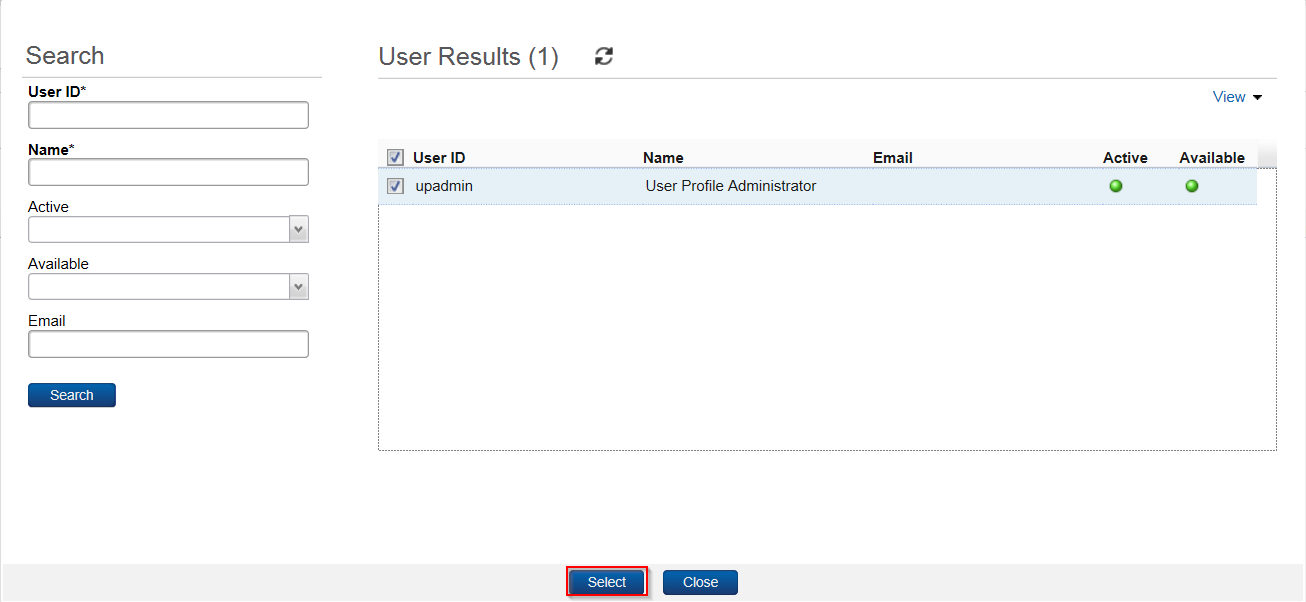 Search
User ID*
Name*
Active
Available
Email
Search
User Results (1)
View
User ID Name Email Active Available
upadmin User Profile Administrator
Select Close